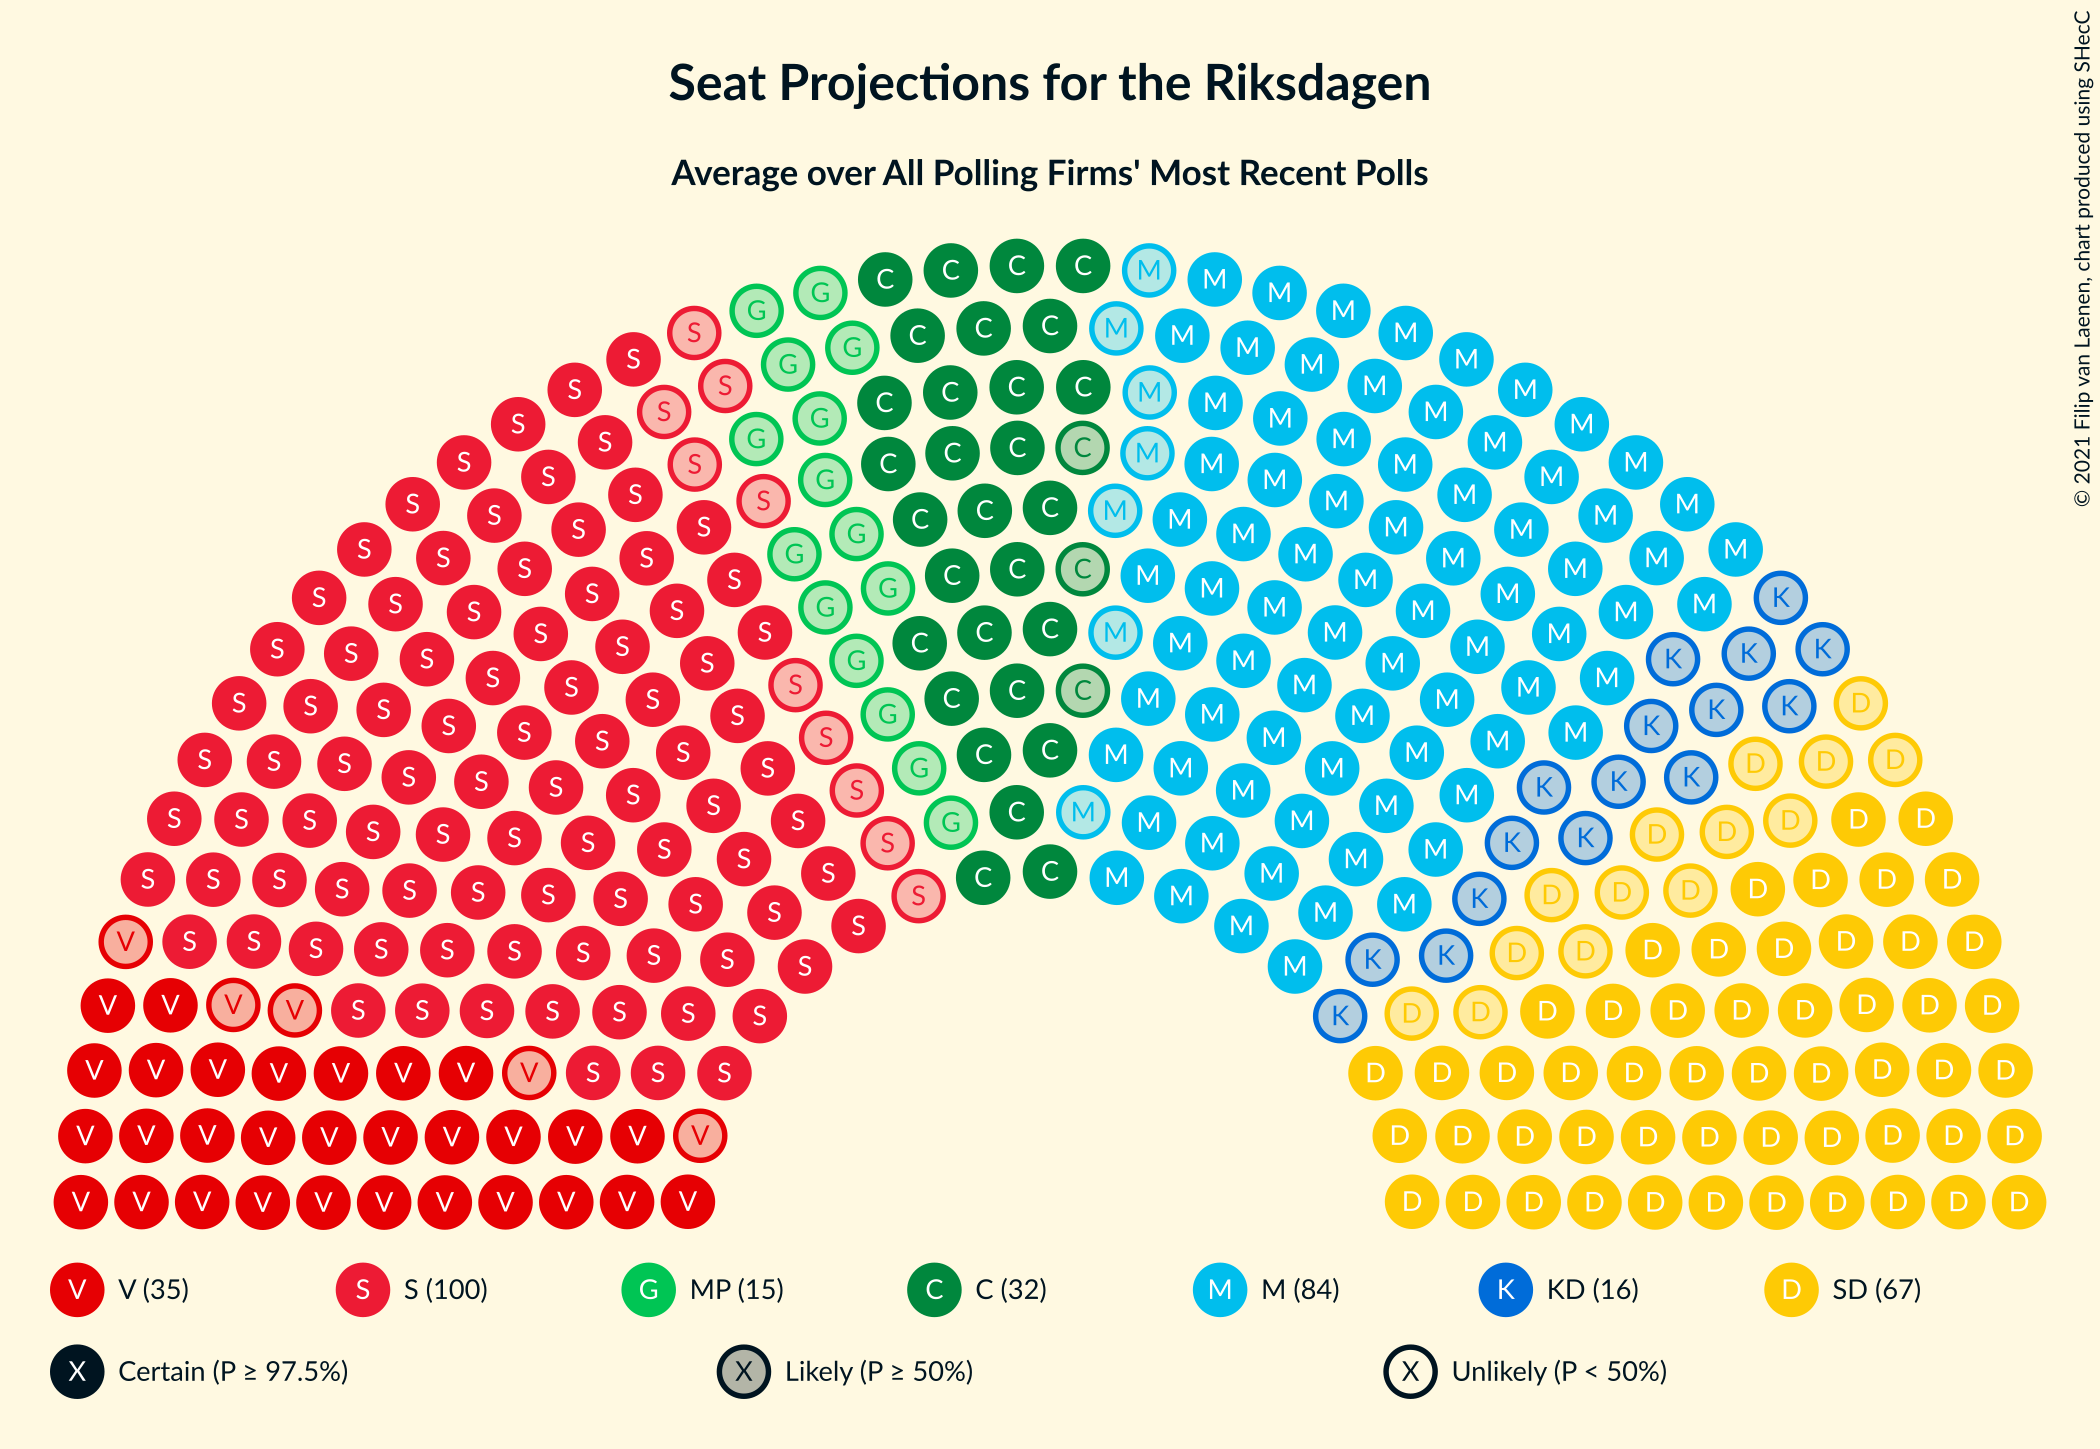 Seat Projections for the Riksdagen
Average over All Polling Firms' Most Recent Polls
© 2021 Filip van Laenen, chart produced using SHecC
V V (35)
S S (100)
G MP (15)
C C (32)
M M (84)
K KD (16)
D SD (67)
X Certain (P ≥ 97.5%)
X Likely (P ≥ 50%)
X Unlikely (P < 50%)